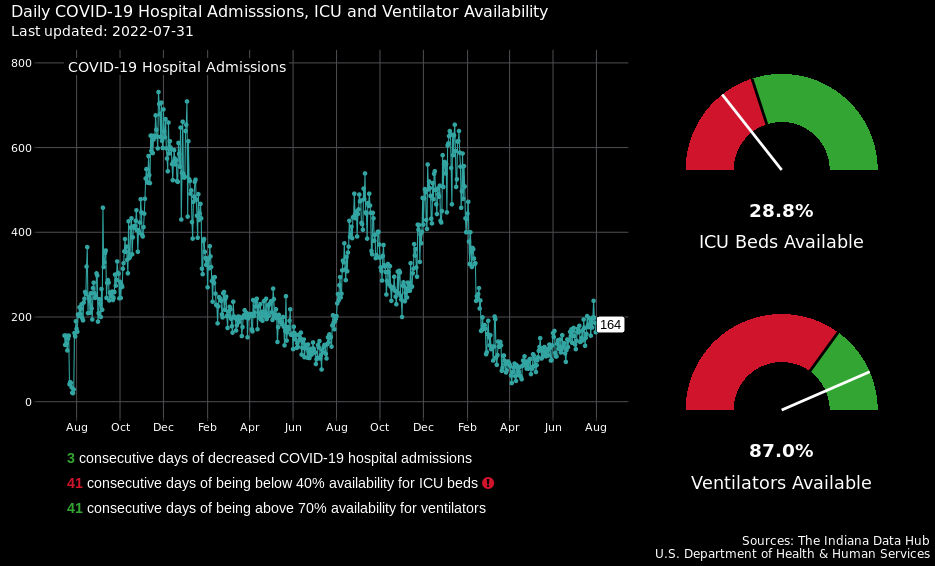 Daily COVID-19 Hospital Admisssions, ICU and Ventilator Availability
Last updated: 2022-07-31
COVID-19 Hospital Admissions
800
600
400
200
0
164
Aug Oct Dec Feb Apr Jun Aug Oct Dec Feb Apr Jun Aug
3 consecutive days of decreased COVID-19 hospital admissions
41 consecutive days of being below 40% availability for ICU beds !
41 consecutive days of being above 70% availability for ventilators
28.8%
ICU Beds Available
87.0%
Ventilators Available
Sources: The Indiana Data Hub
U.S. Department of Health & Human Services